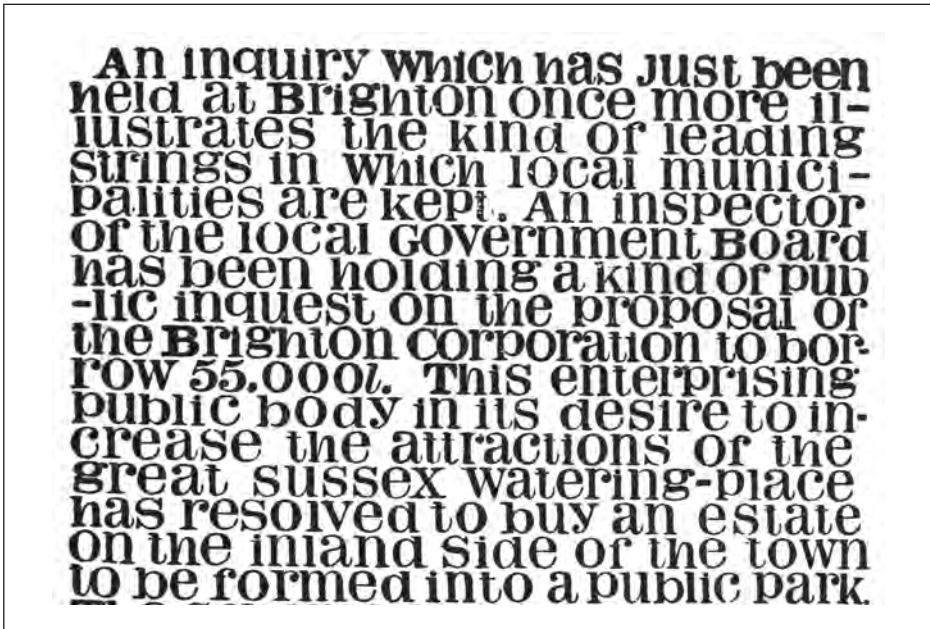 An inquiry which has just been
held at Brighton once more il-
lustrates the kind of leading
strings in which local munici-
palities are kept. An inspector
of the local Government Board
has been holding a kind of pub
-lic inquest on the proposal of
the Brighton Corporation to bor-
row 55.000l. This enterprising
public body in its desire to in-
crease the attractions of the
great sussex watering-place
has resolved to buy an estate
on the inland side of the town
to be formed into a public park.